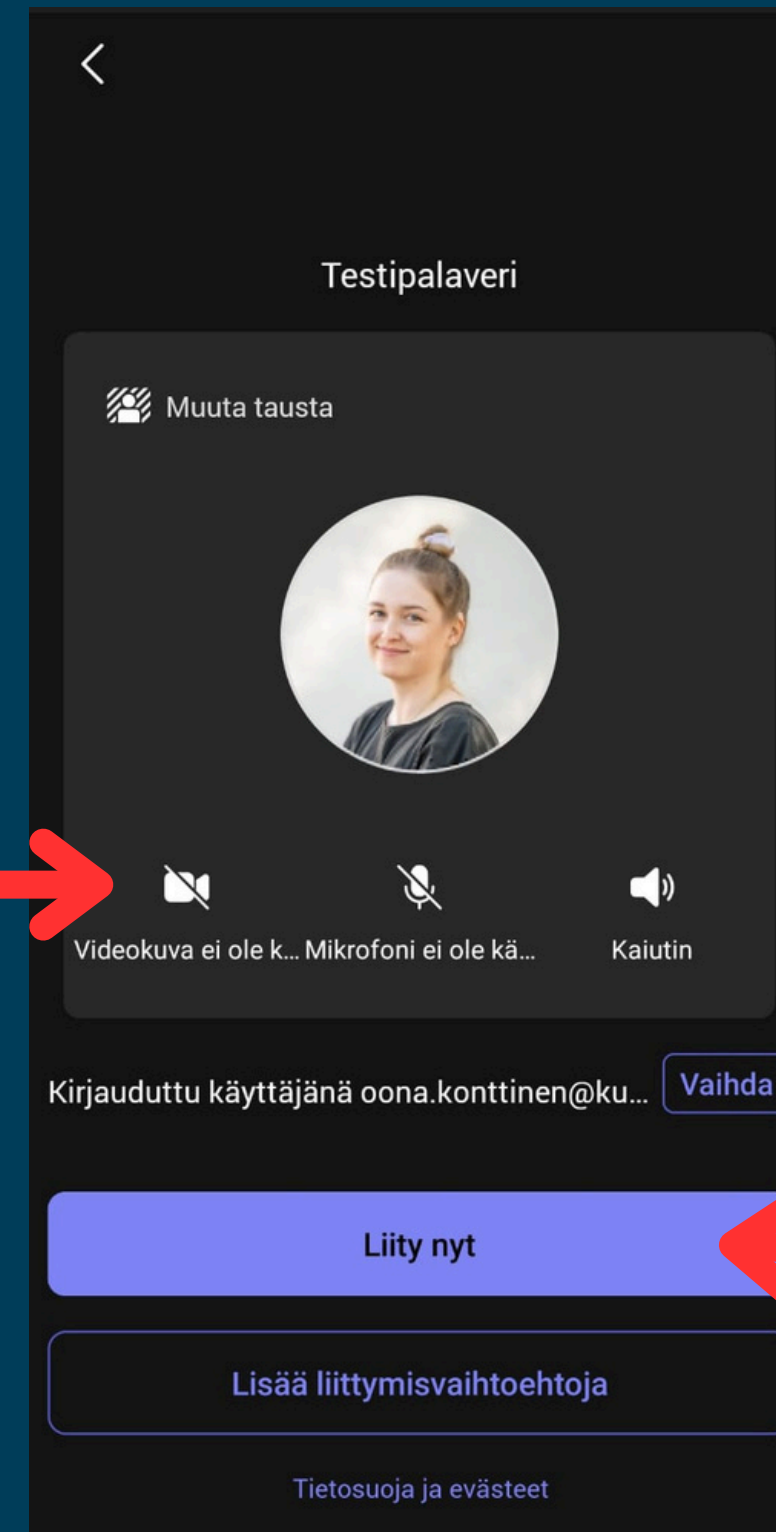 Testipalaveri
Muuta tausta
Videokuva ei ole k... Mikrofoni ei ole kä... Kaiutin
Kirjauduttu käyttäjänä oona.konttinen@ku... Vaihda
Liity nyt
Lisää liittymisvaihtoehtoja
Tietosuoja ja evästeet